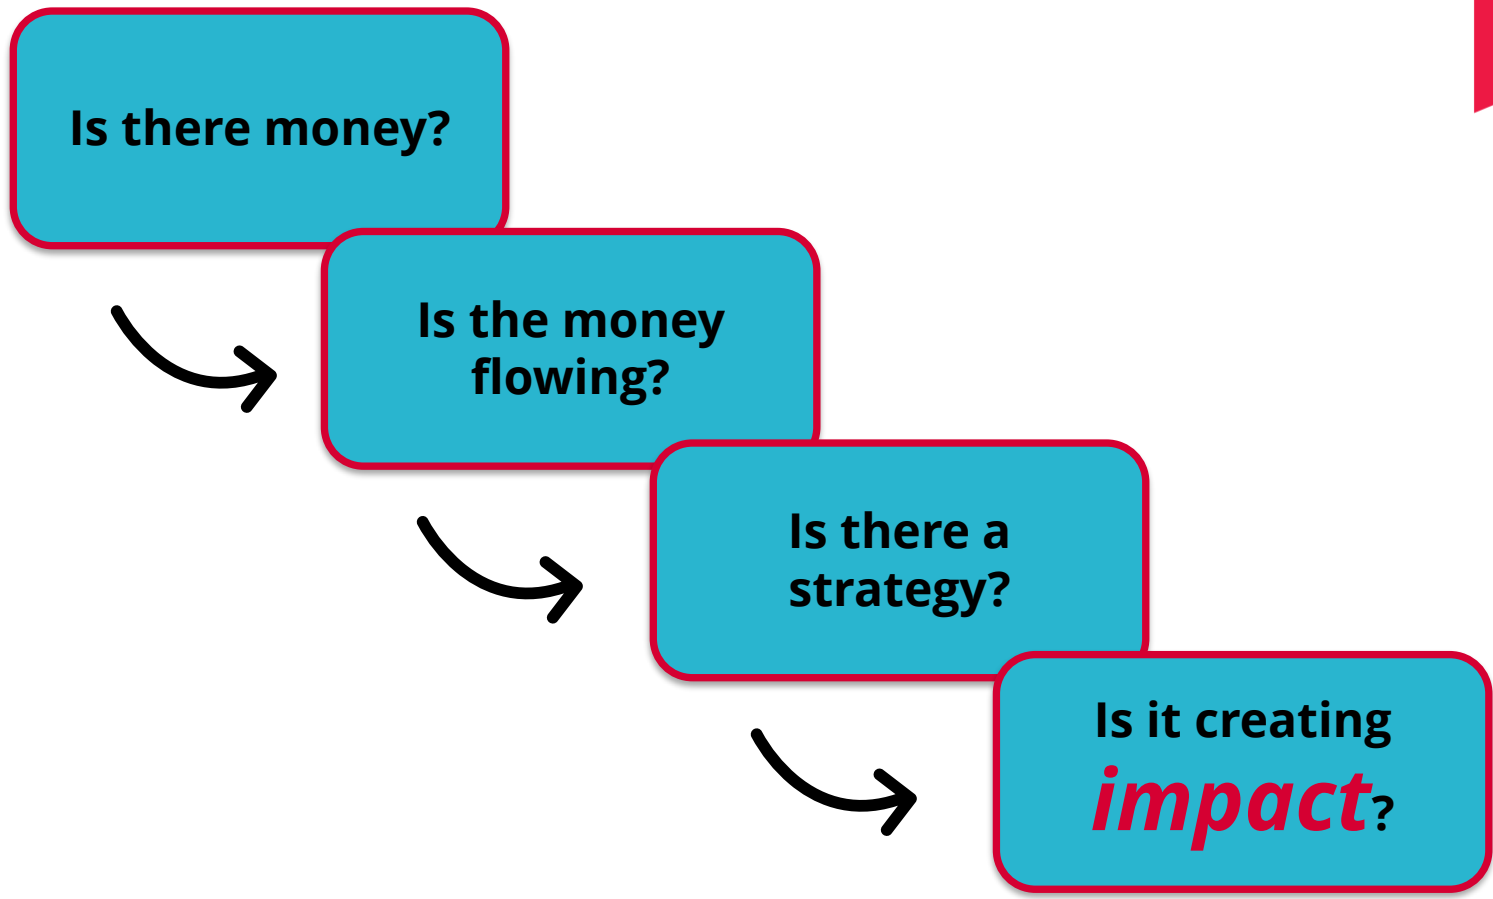 Is there money?
Is the money
flowing?
Is there a
strategy?
Is it creating
impact?